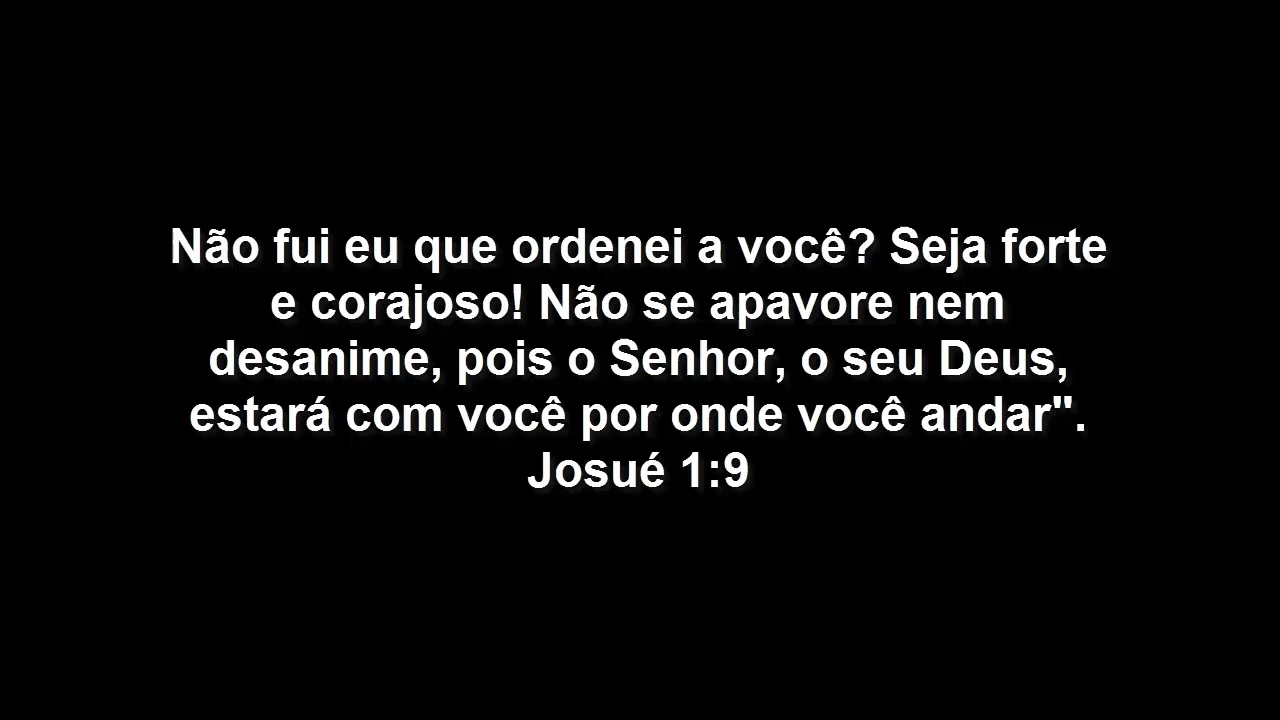 Não fui eu que ordenei a você? Seja forte
e corajoso! Não se apavore nem
desanime, pois o Senhor, o seu Deus,
estará com você por onde você andar".
Josué 1:9